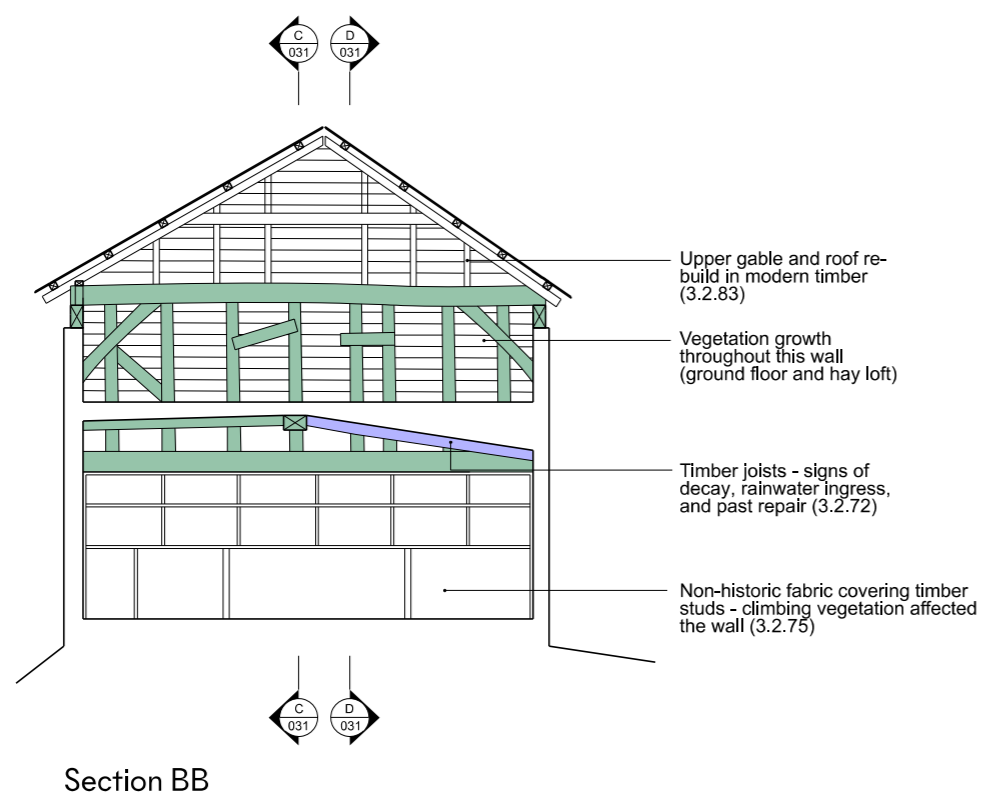 C D
031 031
Upper gable and roof re-
build in modern timber
(3.2.83)
Vegetation growth
throughout this wall
(ground floor and hay loft)
Timber joists - signs of
decay, rainwater ingress,
and past repair (3.2.72)
Non-historic fabric covering timber
studs - climbing vegetation affected
the wall (3.2.75)
C D
031 031
Section BB